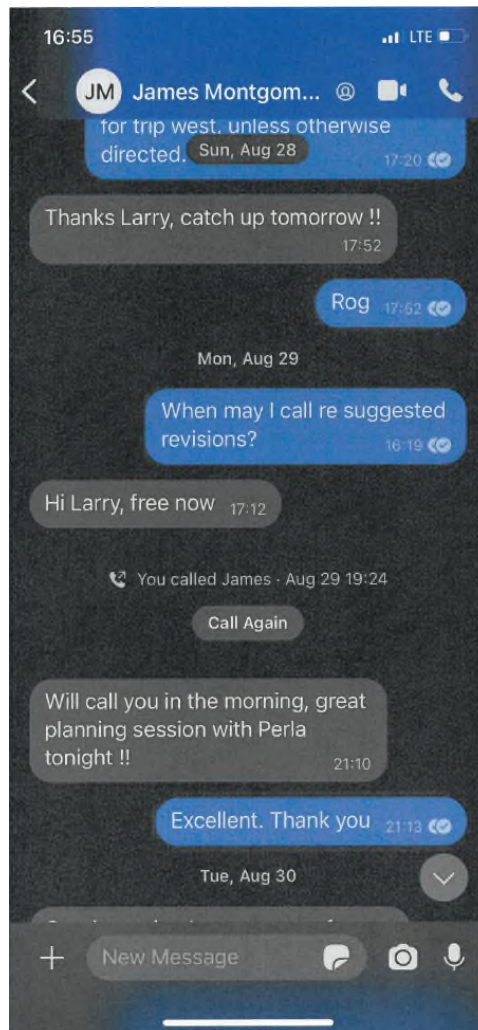 16:55
LTE
JM James Montgom...
for trip west, unless otherwise
directed.
Sun, Aug 28
17:20
Thanks Larry, catch up tomorrow !!
17:52
Rog 17:52
Mon, Aug 29
When may I call re suggested
revisions?
16:19
Hi Larry, free now 17:12
You called James · Aug 29 19:24
Call Again
Will call you in the morning, great
planning session with Perla
tonight !!
21:10
Excellent. Thank you 21:13
Tue, Aug 30
New Message